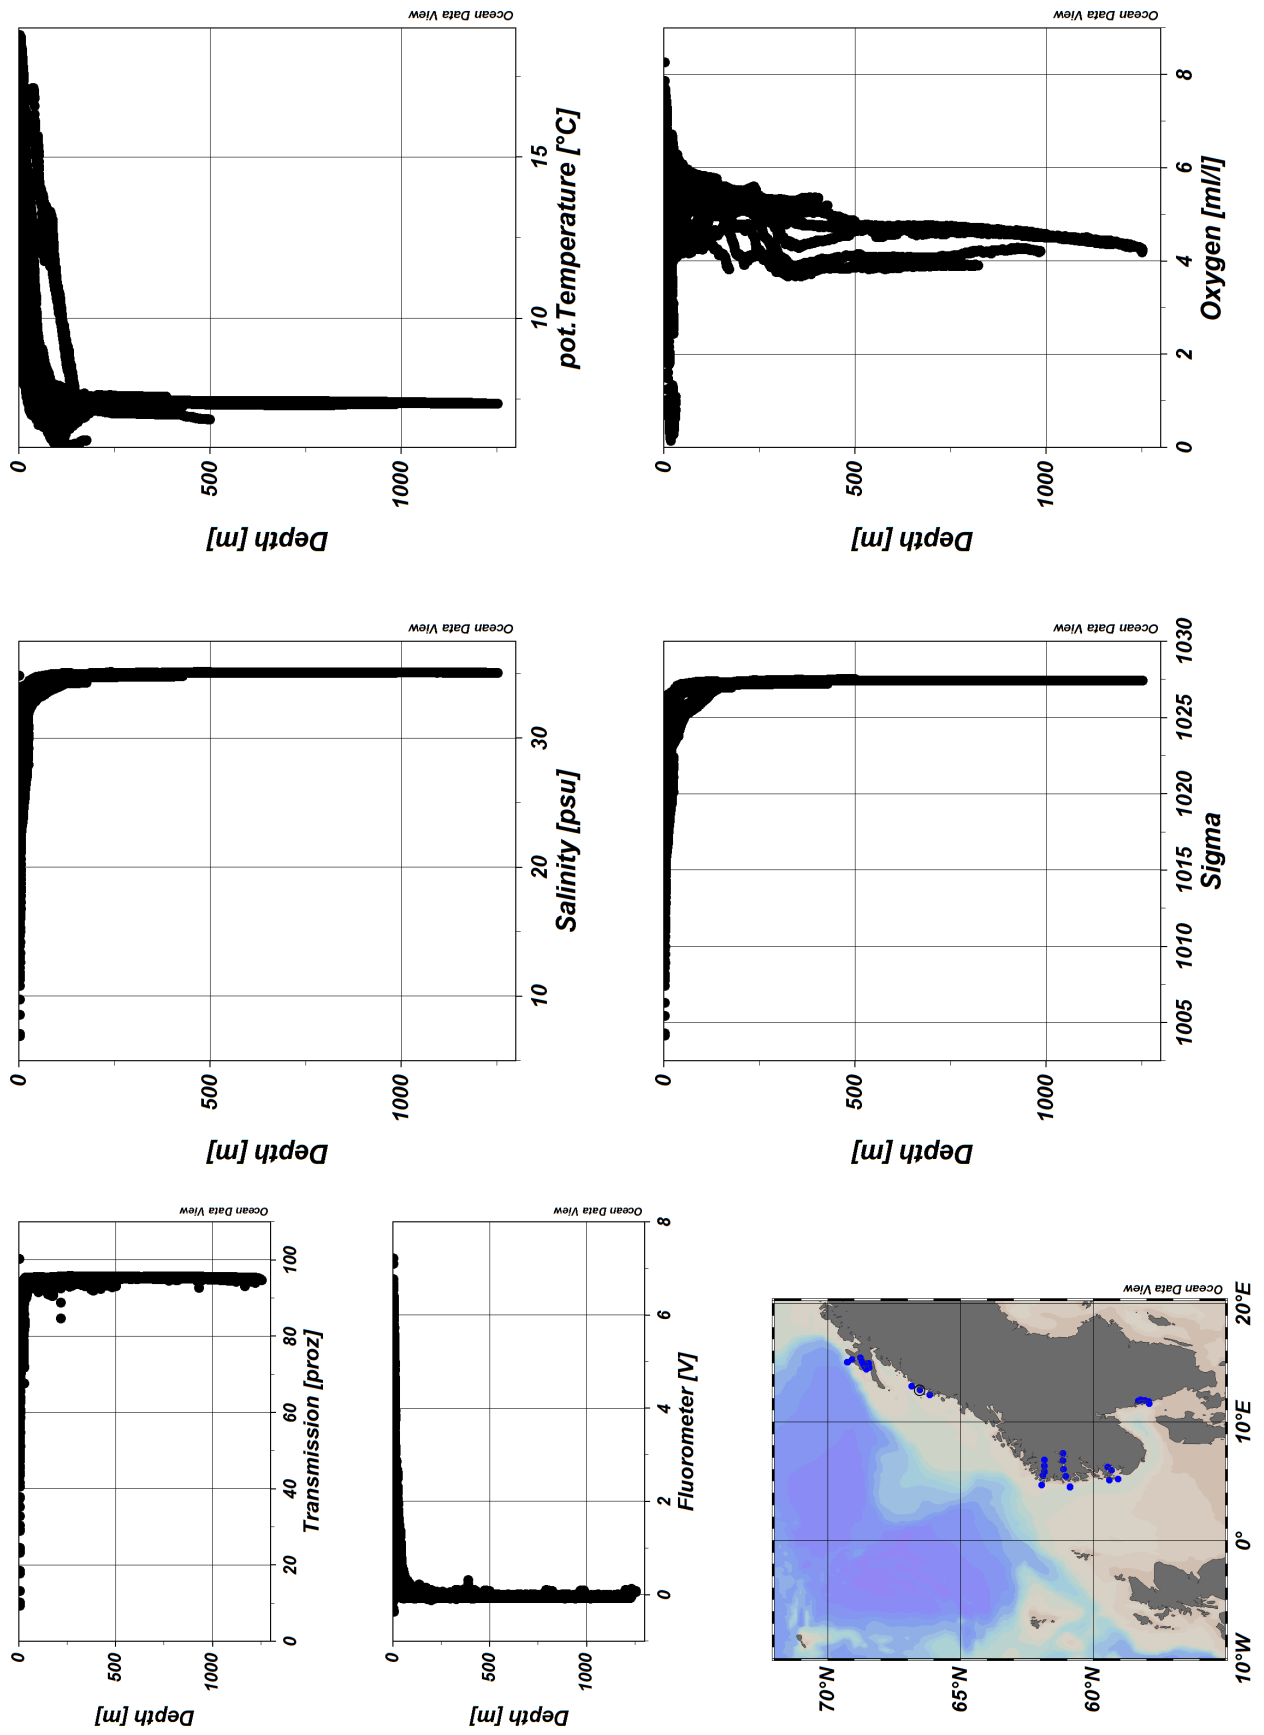 Ocean Data View
0
500
1000
15
10
pot.Temperature [°C]
Depth [m]
Ocean Data View
0
500
1000
8
6
4
2
0
Oxygen [ml/l]
Depth [m]
Ocean Data View
0
500
1000
30
20
10
Salinity [psu]
Depth [m]
Ocean Data View
0
500
1000
1030
1025
1020
1015
1010
1005
Sigma
Depth [m]
Ocean Data View
0
500
1000
100
80
60
40
20
0
Transmission [proz]
Depth [m]
Ocean Data View
0
500
1000
8
6
4
2
0
Fluorometer [V]
Depth [m]
Ocean Data View
70°N
65°N
60°N
20°E
10°E
0°
10°W